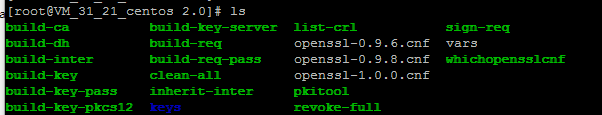 [root@VM_31_21_centos 2.0]# ls
build-ca build-key-server list-crl sign-req
build-dh build-req openssl-0.9.6.cnf vars
build-inter build-req-pass openssl-0.9.8.cnf whichopensslcnf
build-key clean-all openssl-1.0.0.cnf
build-key-pass inherit-inter pkitool
build-key-pkcs12 keys revoke-full